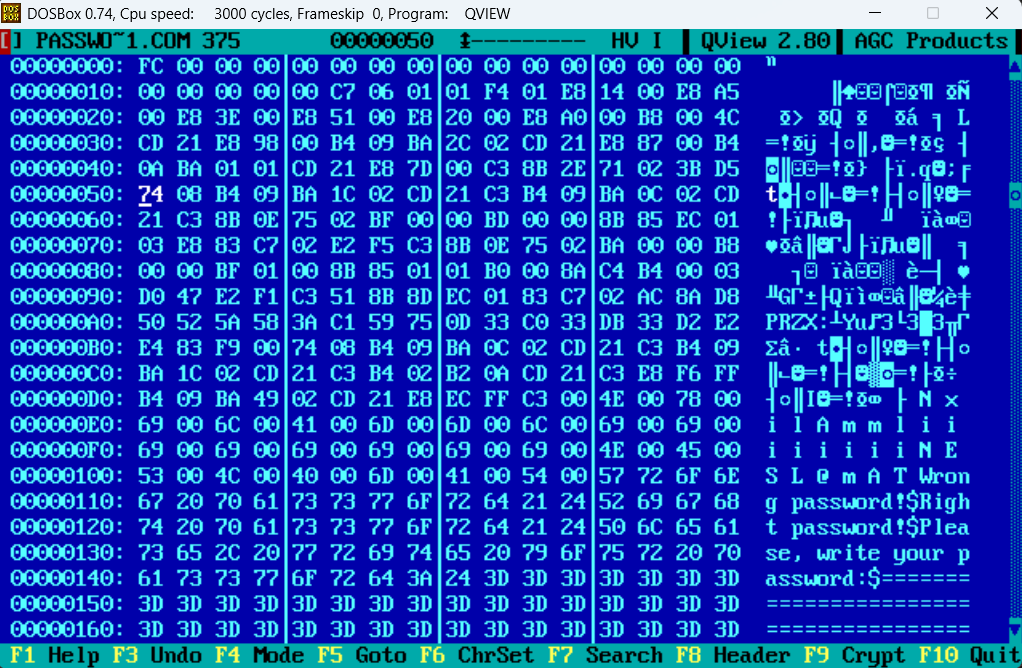 DOSBox 0.74, Cpu speed: 3000 cycles, Frameskip 0, Program: QVIEW
[] PASSWO~1.COM 375 00000050 ↨--------- HV I QView 2.80 AGC Products
00000000: FC 00 00 00 00 00 00 00 00 00 00 00 00 00 00 00 ⁿ
00000010: 00 00 00 00 00 C7 06 01 01 F4 01 E8 14 00 E8 A5
00000020: 00 E8 3E 00 E8 51 00 E8 20 00 E8 A0 00 B8 00 4C
00000030: CD 21 E8 98 00 B4 09 BA 2C 02 CD 21 E8 87 00 B4
00000040: 0A BA 01 01 CD 21 E8 7D 00 C3 8B 2E 71 02 3B D5
00000050: 74 08 B4 09 BA 1C 02 CD 21 C3 B4 09 BA 0C 02 CD
00000060: 21 C3 8B 0E 75 02 BF 00 00 BD 00 00 8B 85 EC 01
00000070: 03 E8 83 C7 02 E2 F5 C3 8B 0E 75 02 BA 00 00 B8
00000080: 00 00 BF 01 00 8B 85 01 01 B0 00 8A C4 B4 00 03
00000090: D0 47 E2 F1 C3 51 8B 8D EC 01 83 C7 02 AC 8A D8
000000A0: 50 52 5A 58 3A C1 59 75 0D 33 C0 33 DB 33 D2 E2
000000B0: E4 83 F9 00 74 08 B4 09 BA 0C 02 CD 21 C3 B4 09
000000C0: BA 1C 02 CD 21 C3 B4 02 B2 0A CD 21 C3 E8 F6 FF
000000D0: B4 09 BA 49 02 CD 21 E8 EC FF C3 00 4E 00 78 00
000000E0: 69 00 6C 00 41 00 6D 00 6D 00 6C 00 69 00 69 00 i l A m m l i i
000000F0: 69 00 69 00 69 00 69 00 69 00 69 00 4E 00 45 00 i i i i i i N E
00000100: 53 00 4C 00 40 00 6D 00 41 00 54 00 57 72 6F 6E S L @ m A T Wron
00000110: 67 20 70 61 73 73 77 6F 72 64 21 24 52 69 67 68 g password!$Righ
00000120: 74 20 70 61 73 73 77 6F 72 64 21 24 50 6C 65 61 t password!$Plea
00000130: 73 65 2C 20 77 72 69 74 65 20 79 6F 75 72 20 70 se, write your p
00000140: 61 73 73 77 6F 72 64 3A 24 3D 3D 3D 3D 3D 3D 3D assword:$=======
00000150: 3D 3D 3D 3D 3D 3D 3D 3D 3D 3D 3D 3D 3D 3D 3D 3D ================
00000160: 3D 3D 3D 3D 3D 3D 3D 3D 3D 3D 3D 3D 3D 3D 3D 3D ================
F1 Help F3 Undo F4 Mode F5 Goto F6 ChrSet F7 Search F8 Header F9 Crypt F10 Quit